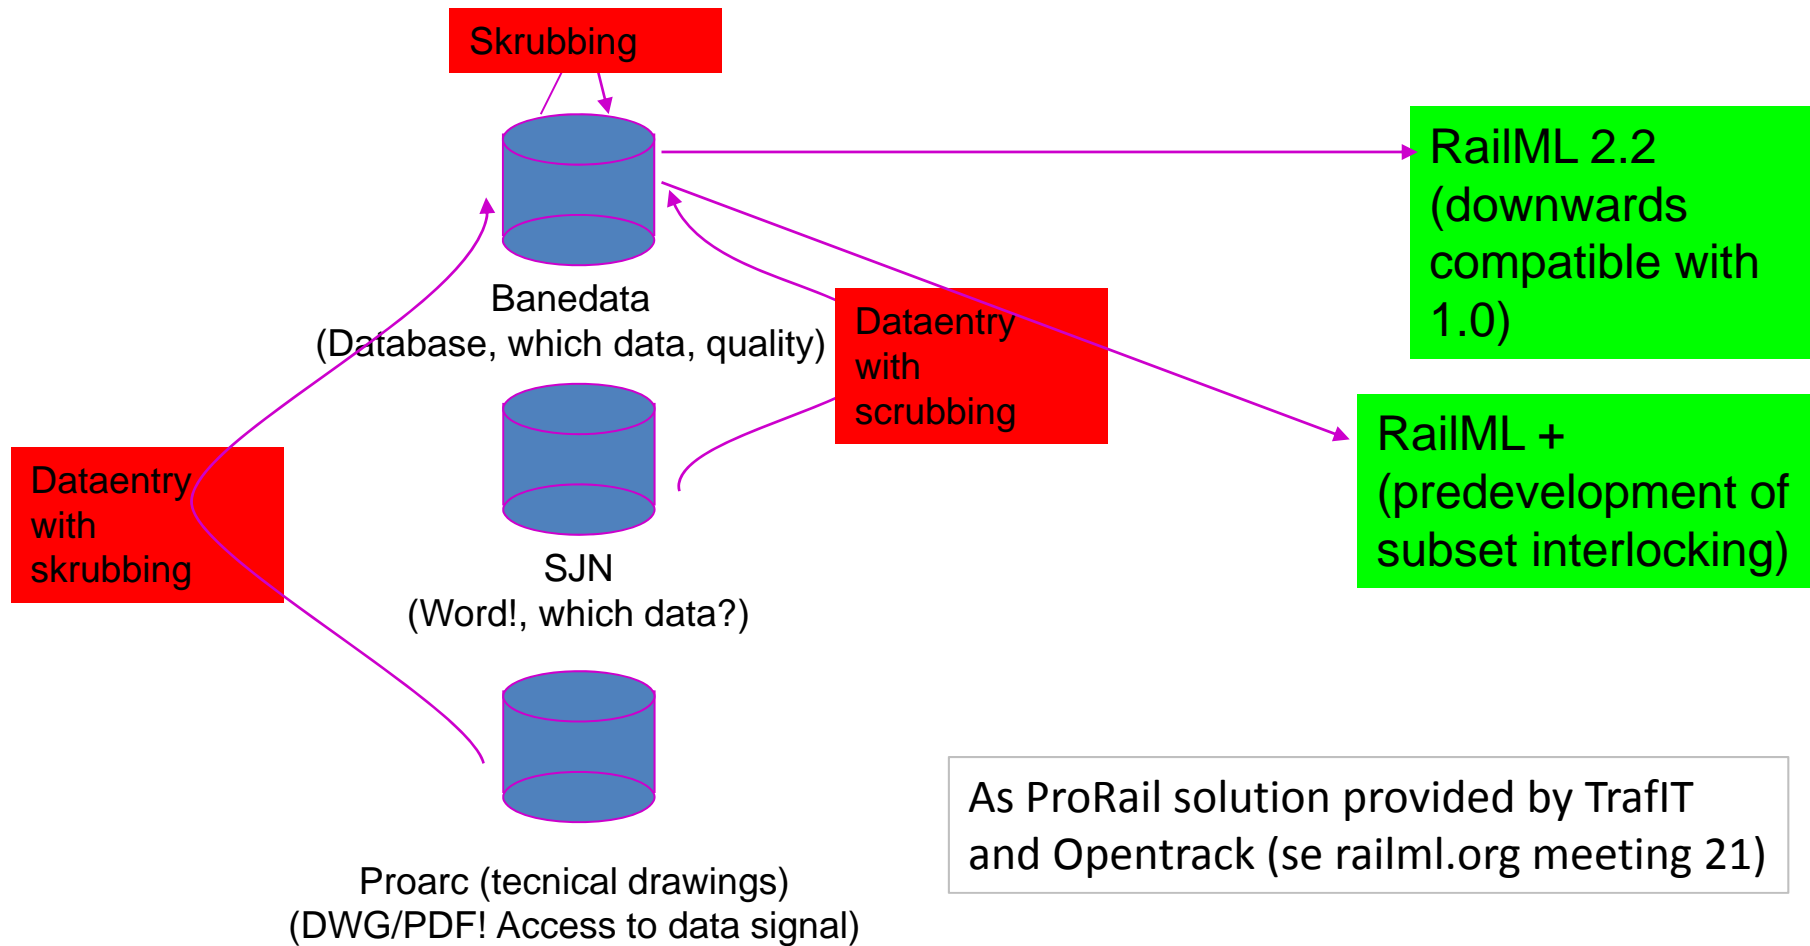 Skrubbing
RailML 2.2
(downwards
compatible with
1.0)
Banedata
(Database, which data, quality)
Dataentry
with
scrubbing
RailML +
(predevelopment of
subset interlocking)
Dataentry
with
skrubbing
SJN
(Word!, which data?)
As ProRail solution provided by TrafIT
and Opentrack (se railml.org meeting 21)
Proarc (tecnical drawings)
(DWG/PDF! Access to data signal)